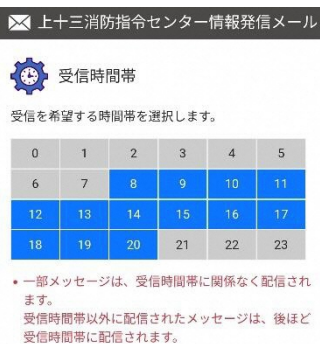 上十三消防指令センター情報発信メール
受信時間帯
受信を希望する時間帯を選択します。
0 1 2 3 4 5
6 7 8 9 10 11
12 13 14 15 16 17
18 19 20 21 22 23
• 一部メッセージは、受信時間帯に関係なく配信され
ます。
受信時間帯以外に配信されたメッセージは、後ほど
受信時間帯に配信されます。